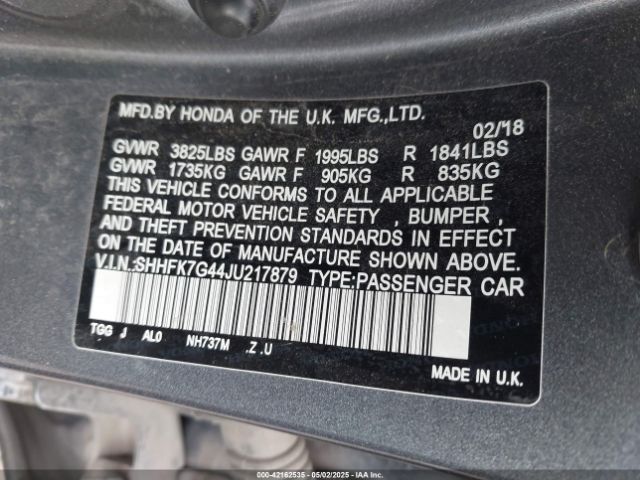 MFD.BY HONDA OF THE U.K. MFG.,LTD.
02/'18
GVWR 3825LBS GAWR F 1995LBS R 1841LBS
GVWR 1735KG GAWR F 905KG R 835KG
THIS VEHICLE CONFORMS TO ALL APPLICABLE
FEDERAL MOTOR VEHICLE SAFETY , BUMPER ,
AND THEFT PREVENTION STANDARDS IN EFFECT
ON THE DATE OF MANUFACTURE SHOWN ABOVE.
V.I.N.:SHHFK7G44JU217879 TYPE:PASSENGER CAR
TGG J AL0 NH737M .Z.U
MADE IN U.K.
000-42162535 - 05/02/2025 - IAA Inc.